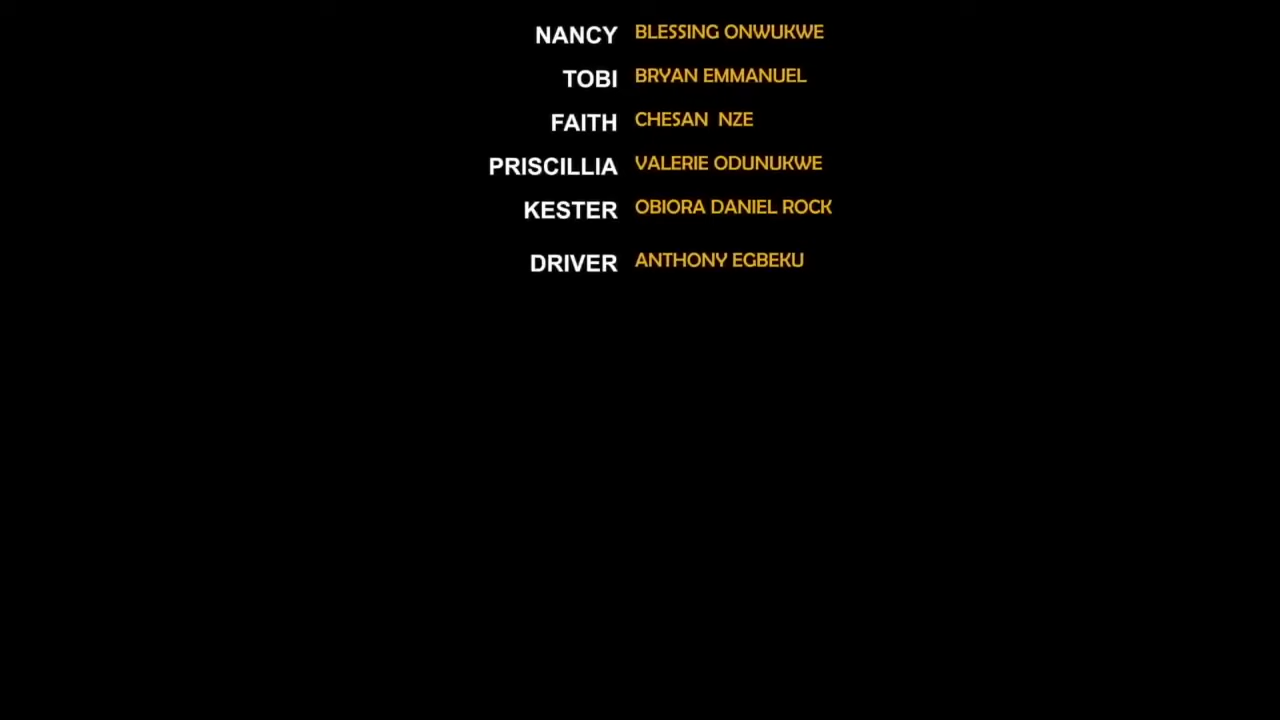 NANCY BLESSING ONWUKWE
TOBI BRYAN EMMANUEL
FAITH CHESAN NZE
PRISCILLIA VALERIE ODUNUKWE
KESTER OBIORA DANIEL ROCK
DRIVER ANTHONY EGBEKU